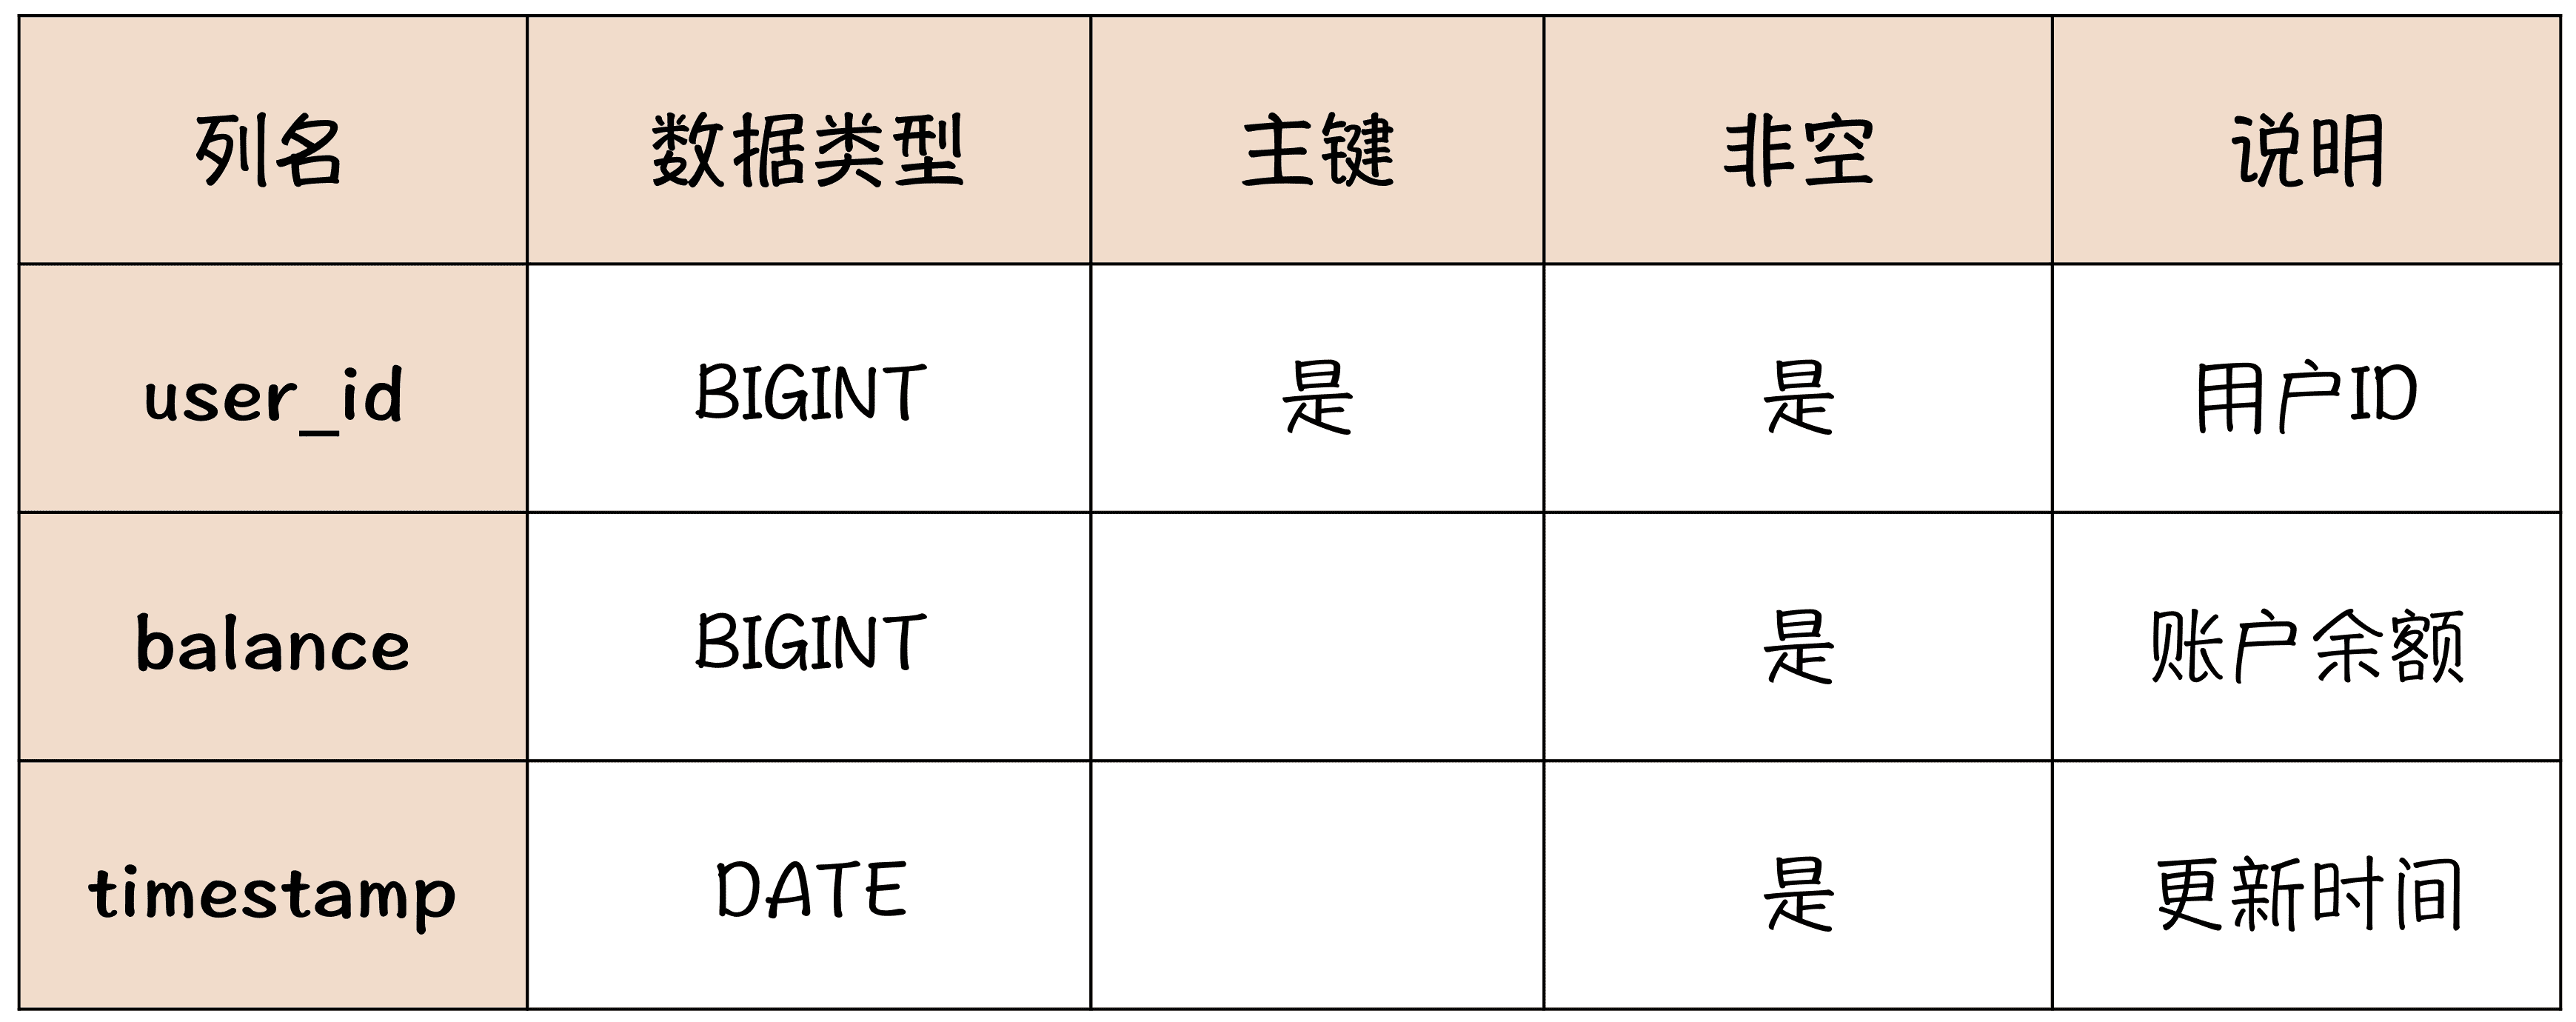 列名 数据类型 主键 非空 说明
user_id BIGINT 是 是 用户ID
balance BIGINT 是 账户余额
timestamp DATE 是 更新时间